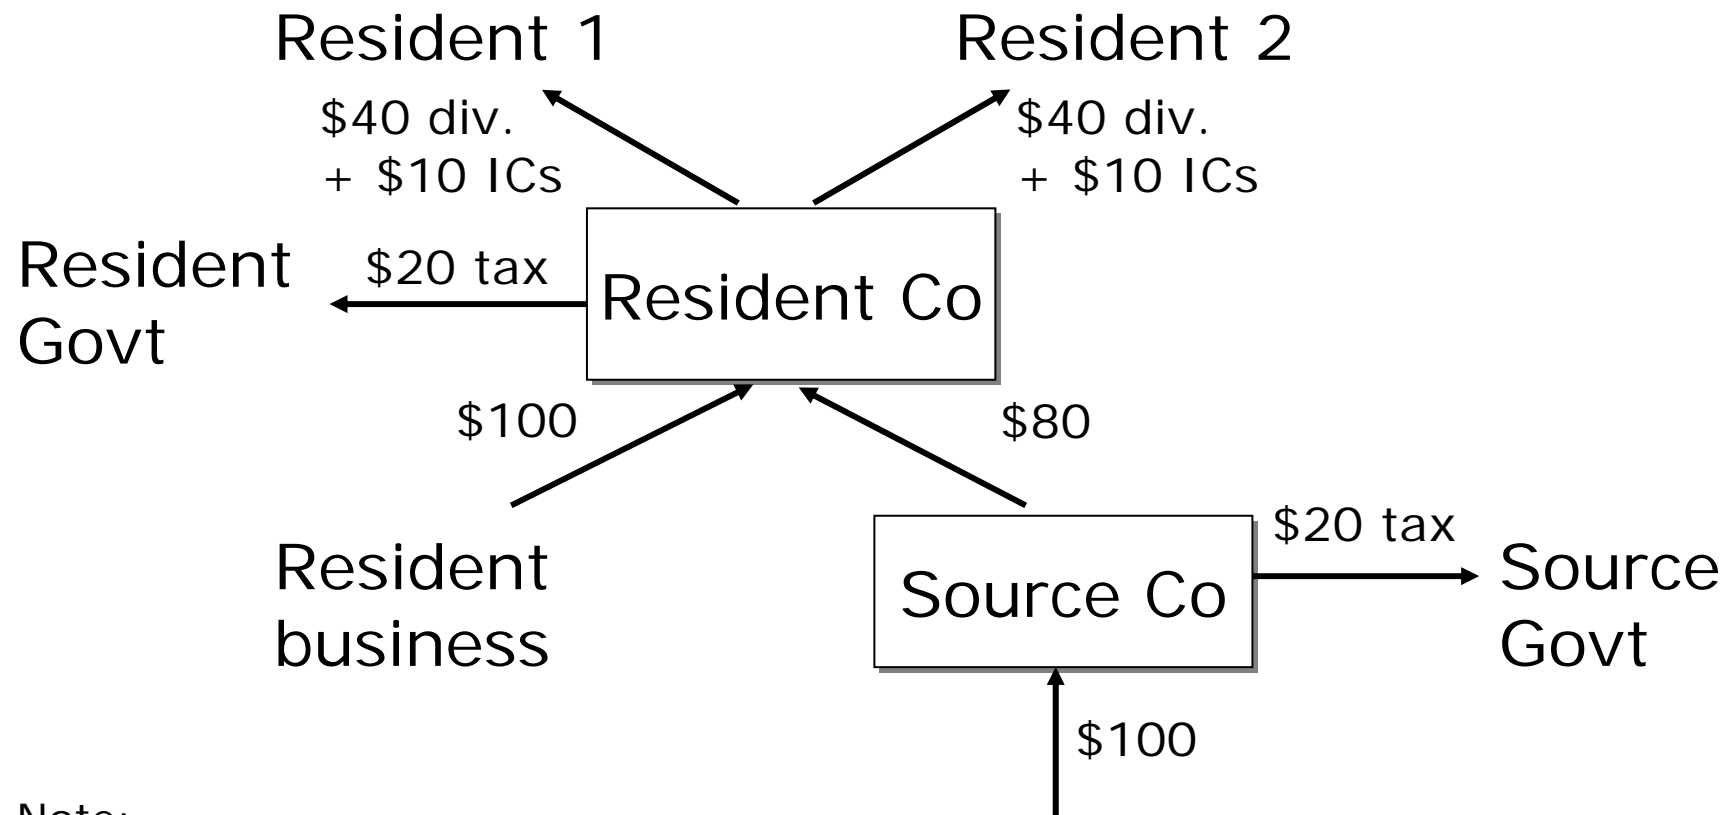 Resident 1
Resident 2
$40 div.
+ $10 ICs
$40 div.
+ $10 ICs
Resident
Govt
$20 tax
Resident Co
$100
$80
Resident
business
Source Co
$20 tax
Source
Govt
$100
Note: